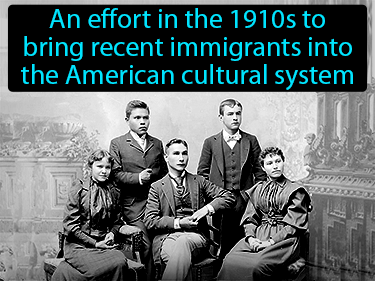 An effort in the 1910s to
bring recent immigrants into
the American cultural system